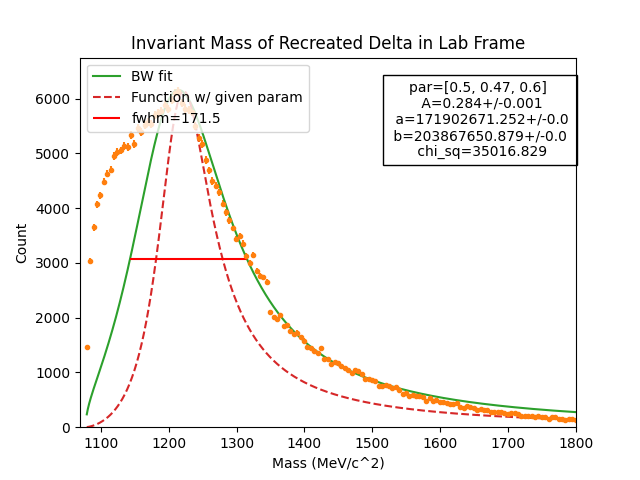 Invariant Mass of Recreated Delta in Lab Frame
BW fit
Function w/ given param
fwhm=171.5
par=[0.5, 0.47, 0.6]
A=0.284+/-0.001
a=171902671.252+/-0.0
b=203867650.879+/-0.0
chi_sq=35016.829
Count
6000
5000
4000
3000
2000
1000
0
1100 1200 1300 1400 1500 1600 1700 1800
Mass (MeV/c^2)